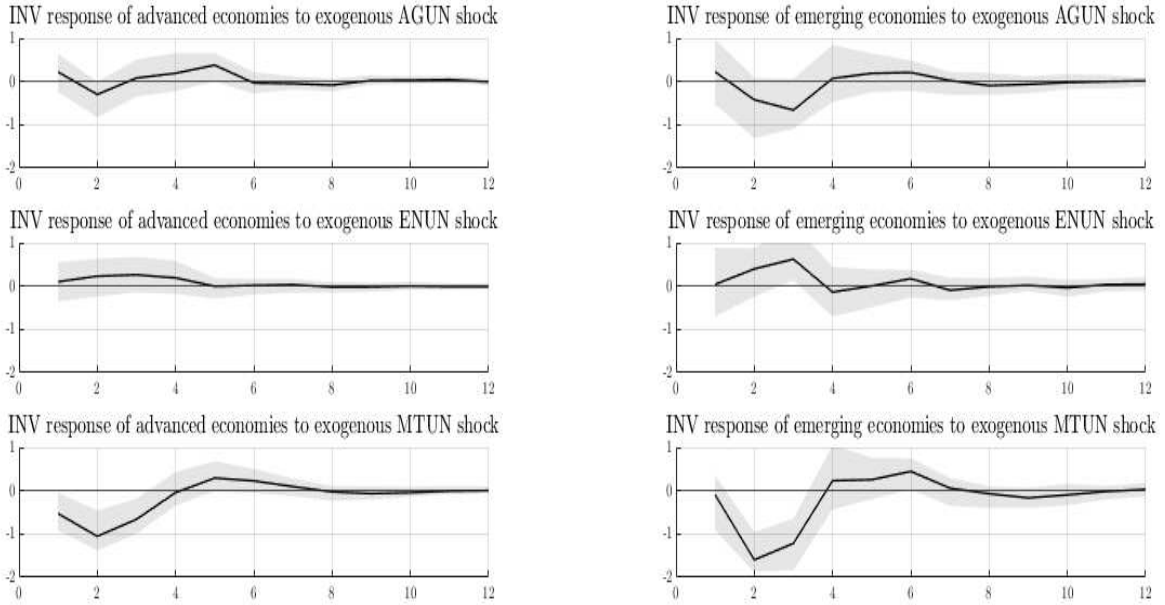 INV response of advanced economies to exogenous AGUN shock
1
0
-1
-2
0 2 4 6 8 10 12
INV response of emerging economies to exogenous AGUN shock
1
0
-1
-2
0 2 4 6 8 10 12
INV response of advanced economies to exogenous ENUN shock
1
0
-1
-2
0 2 4 6 8 10 12
INV response of emerging economies to exogenous ENUN shock
1
0
-1
-2
0 2 4 6 8 10 12
INV response of advanced economies to exogenous MTUN shock
1
0
-1
-2
0 2 4 6 8 10 12
INV response of emerging economies to exogenous MTUN shock
1
0
-1
-2
0 2 4 6 8 10 12